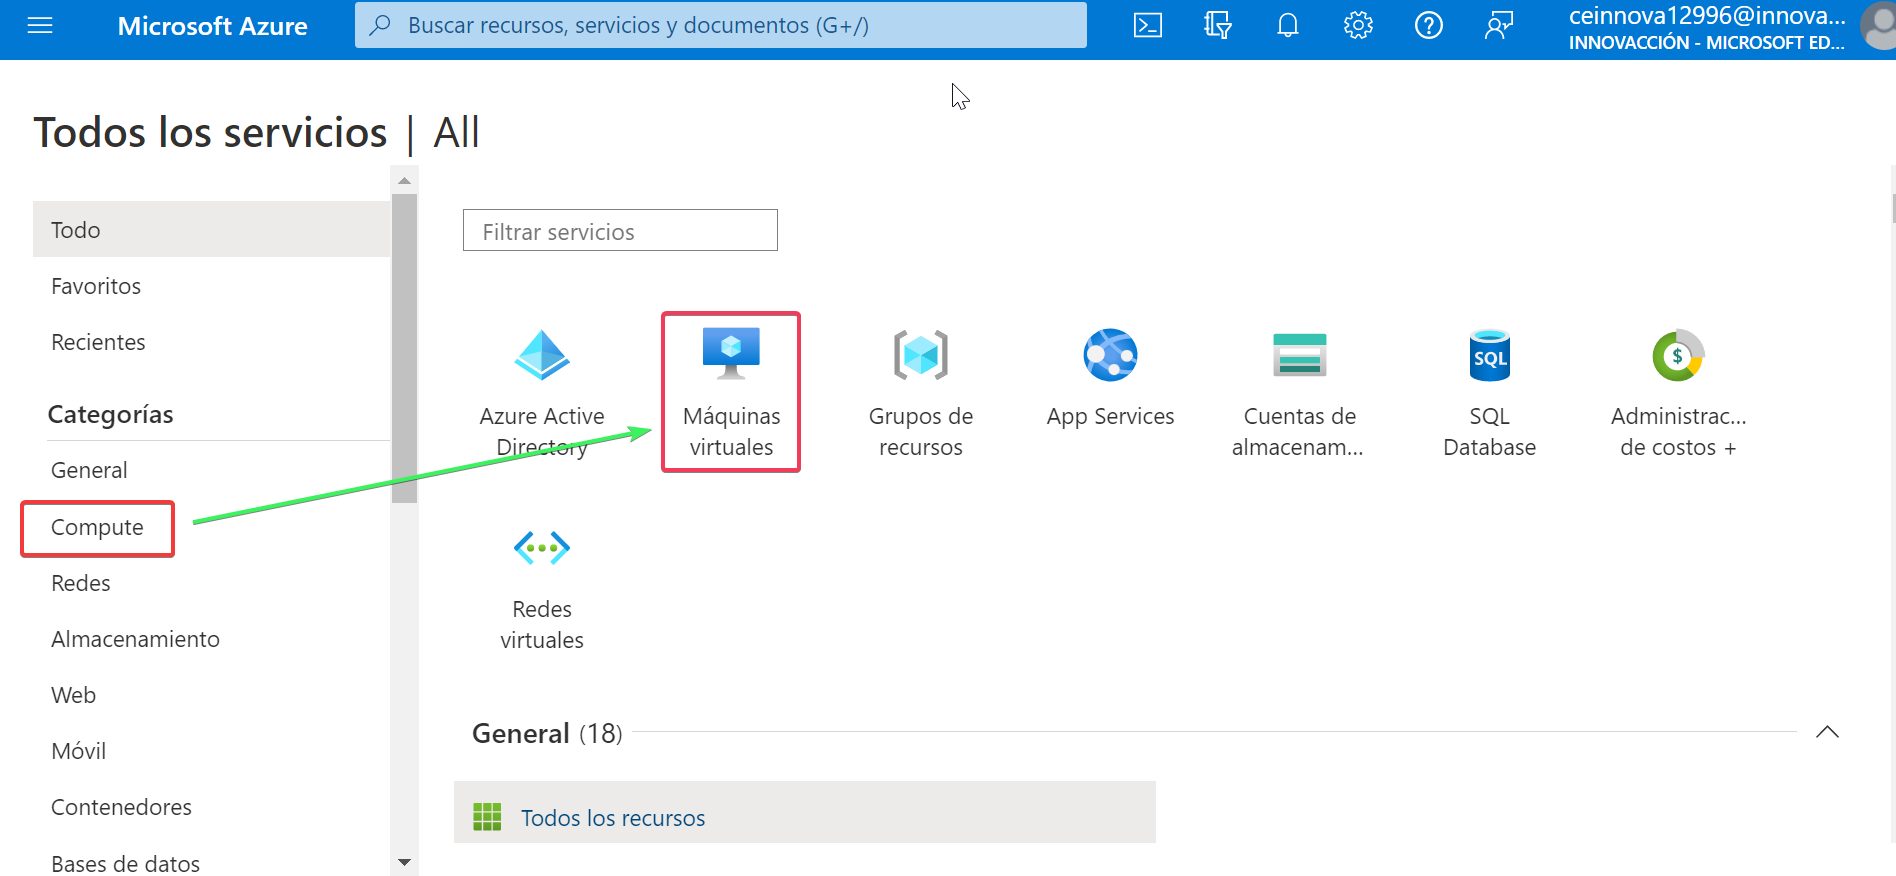 Microsoft Azure
Buscar recursos, servicios y documentos (G+/)
ceinnova12996@innova...
INNOVACCIÓN - MICROSOFT ED...
Todos los servicios | All
Todo
Favoritos
Recientes
Categorías
General
Compute
Redes
Almacenamiento
Web
Móvil
Contenedores
Bases de datos
Filtrar servicios
Azure Active
Directory
Máquinas
virtuales
Grupos de
recursos
App Services
Cuentas de
almacenam...
SQL
SQL
Database
$
Administrac...
de costos +
Redes
virtuales
General (18)
Todos los recursos